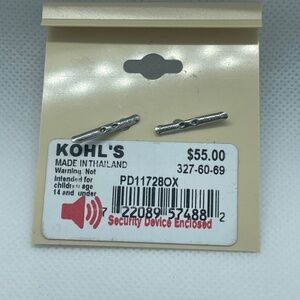 KOHL'S
$55.00
MADE IN THAILAND
327-60-69
Warning Not
Intended for
children age
14 and under
PD11728OX
7 22089 57488 2
Security Device Enclosed